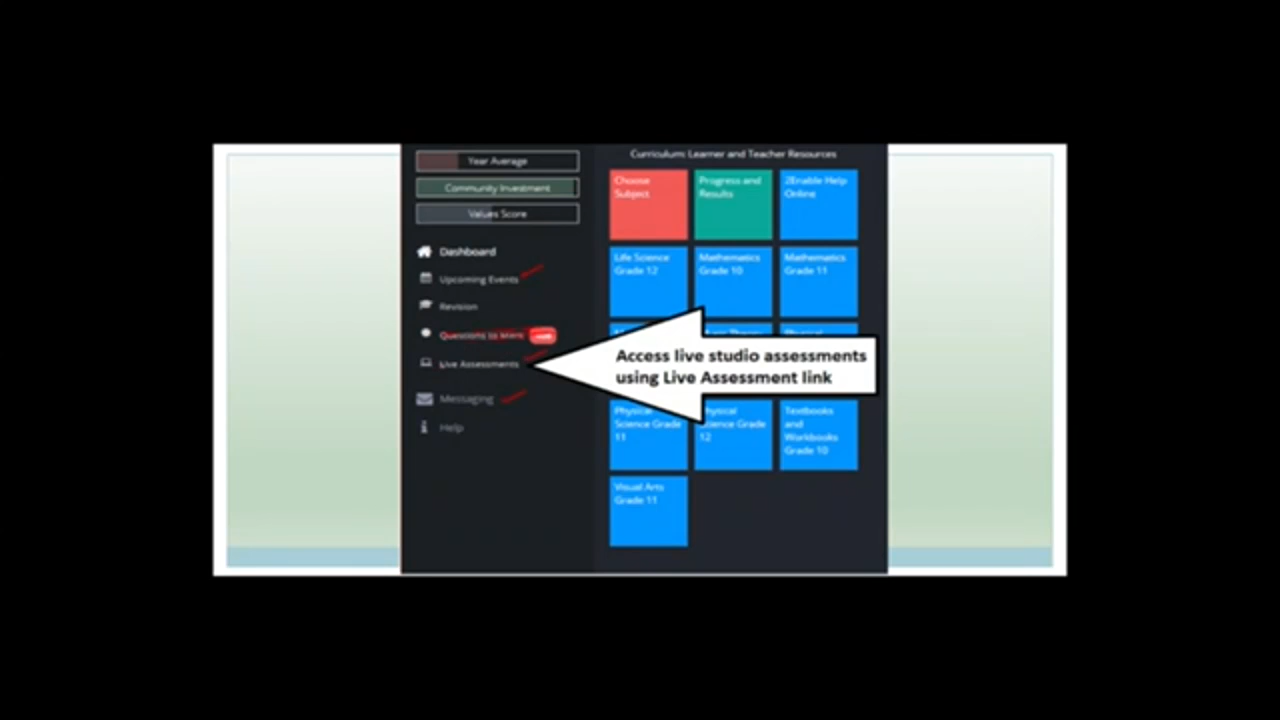 Year Average
Community Investment
Values Score
Dashboard
Upcoming Events
Revision
Questions to Mark
Live Assessments
Messaging
Help
Curriculum: Learner and Teacher Resources
Choose
Subject
Progress and
Results
2Enable Help
Online
Life Science
Grade 12
Mathematics
Grade 10
Mathematics
Grade 11
Access live studio assessments
using Live Assessment link
Physical
Science Grade
11
Physical
Science Grade
12
Textbooks
and
Workbooks
Grade 10
Visual Arts
Grade 11